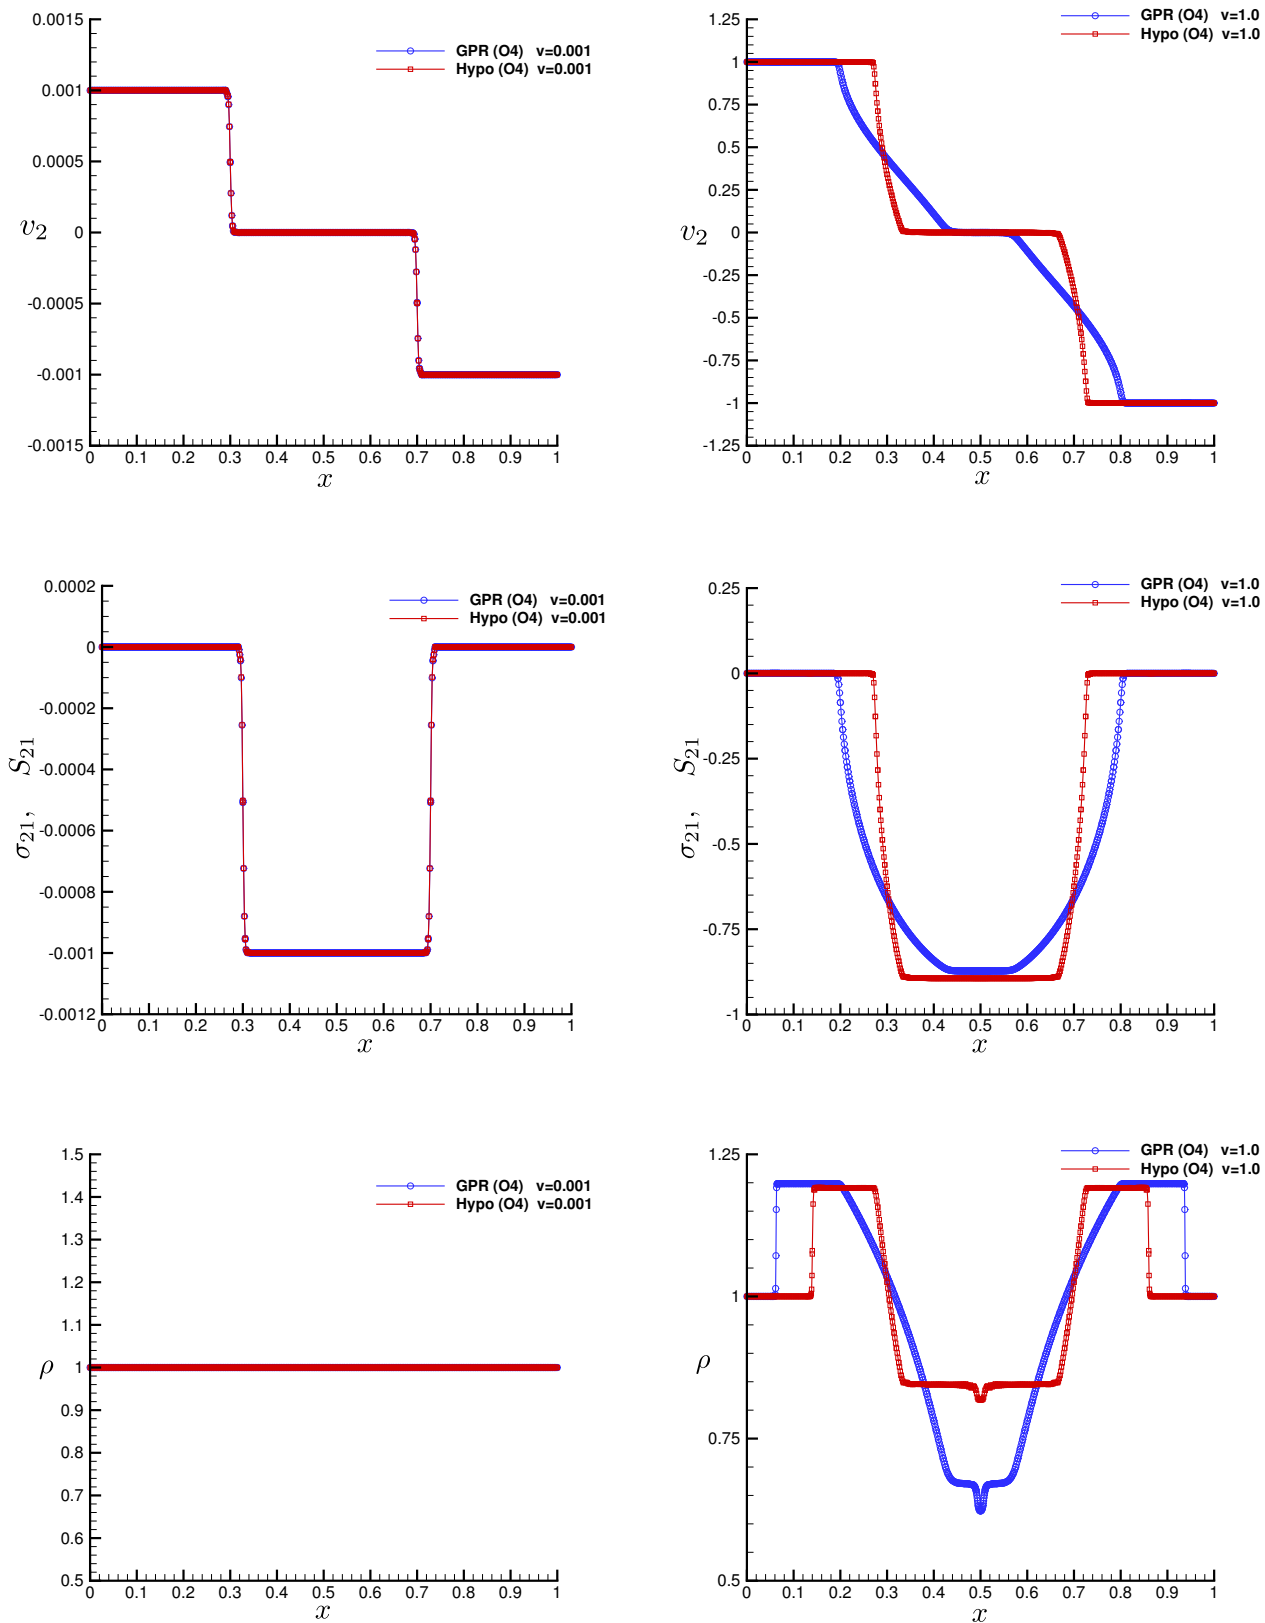 0.0015
GPR (O4) v=0.001
Hypo (O4) v=0.001
0.001
0.0005
v2
0
-0.0005
-0.001
-0.0015
0 0.1 0.2 0.3 0.4 0.5 0.6 0.7 0.8 0.9 1
x
1.25
GPR (O4) v=1.0
Hypo (O4) v=1.0
1
0.75
0.5
0.25
v2
0
-0.25
-0.5
-0.75
-1
-1.25
0 0.1 0.2 0.3 0.4 0.5 0.6 0.7 0.8 0.9 1
x
0.0002
GPR (O4) v=0.001
Hypo (O4) v=0.001
0
-0.0002
σ21, S21
-0.0004
-0.0006
-0.0008
-0.001
-0.0012
0 0.1 0.2 0.3 0.4 0.5 0.6 0.7 0.8 0.9 1
x
0.25
GPR (O4) v=1.0
Hypo (O4) v=1.0
0
-0.25
σ21, S21
-0.5
-0.75
-1
0 0.1 0.2 0.3 0.4 0.5 0.6 0.7 0.8 0.9 1
x
1.5
GPR (O4) v=0.001
Hypo (O4) v=0.001
1.4
1.3
1.2
1.1
ρ
1
0.9
0.8
0.7
0.6
0.5
0 0.1 0.2 0.3 0.4 0.5 0.6 0.7 0.8 0.9 1
x
1.25
GPR (O4) v=1.0
Hypo (O4) v=1.0
1
ρ
0.75
0.5
0 0.1 0.2 0.3 0.4 0.5 0.6 0.7 0.8 0.9 1
x